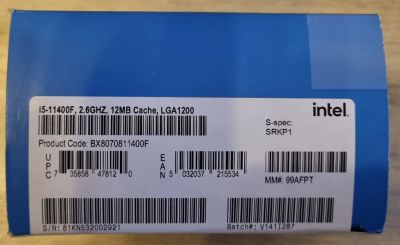 i5-11400F, 2.6GHZ, 12MB Cache, LGA1200
intel.
S-spec:
SRKP1
Product Code: BX8070811400F
UPC
7 35858 47812 0
EAN
5 032037 215534
MM#: 99AFPT
S/N: 81KN532002921
Batch#: V141I287